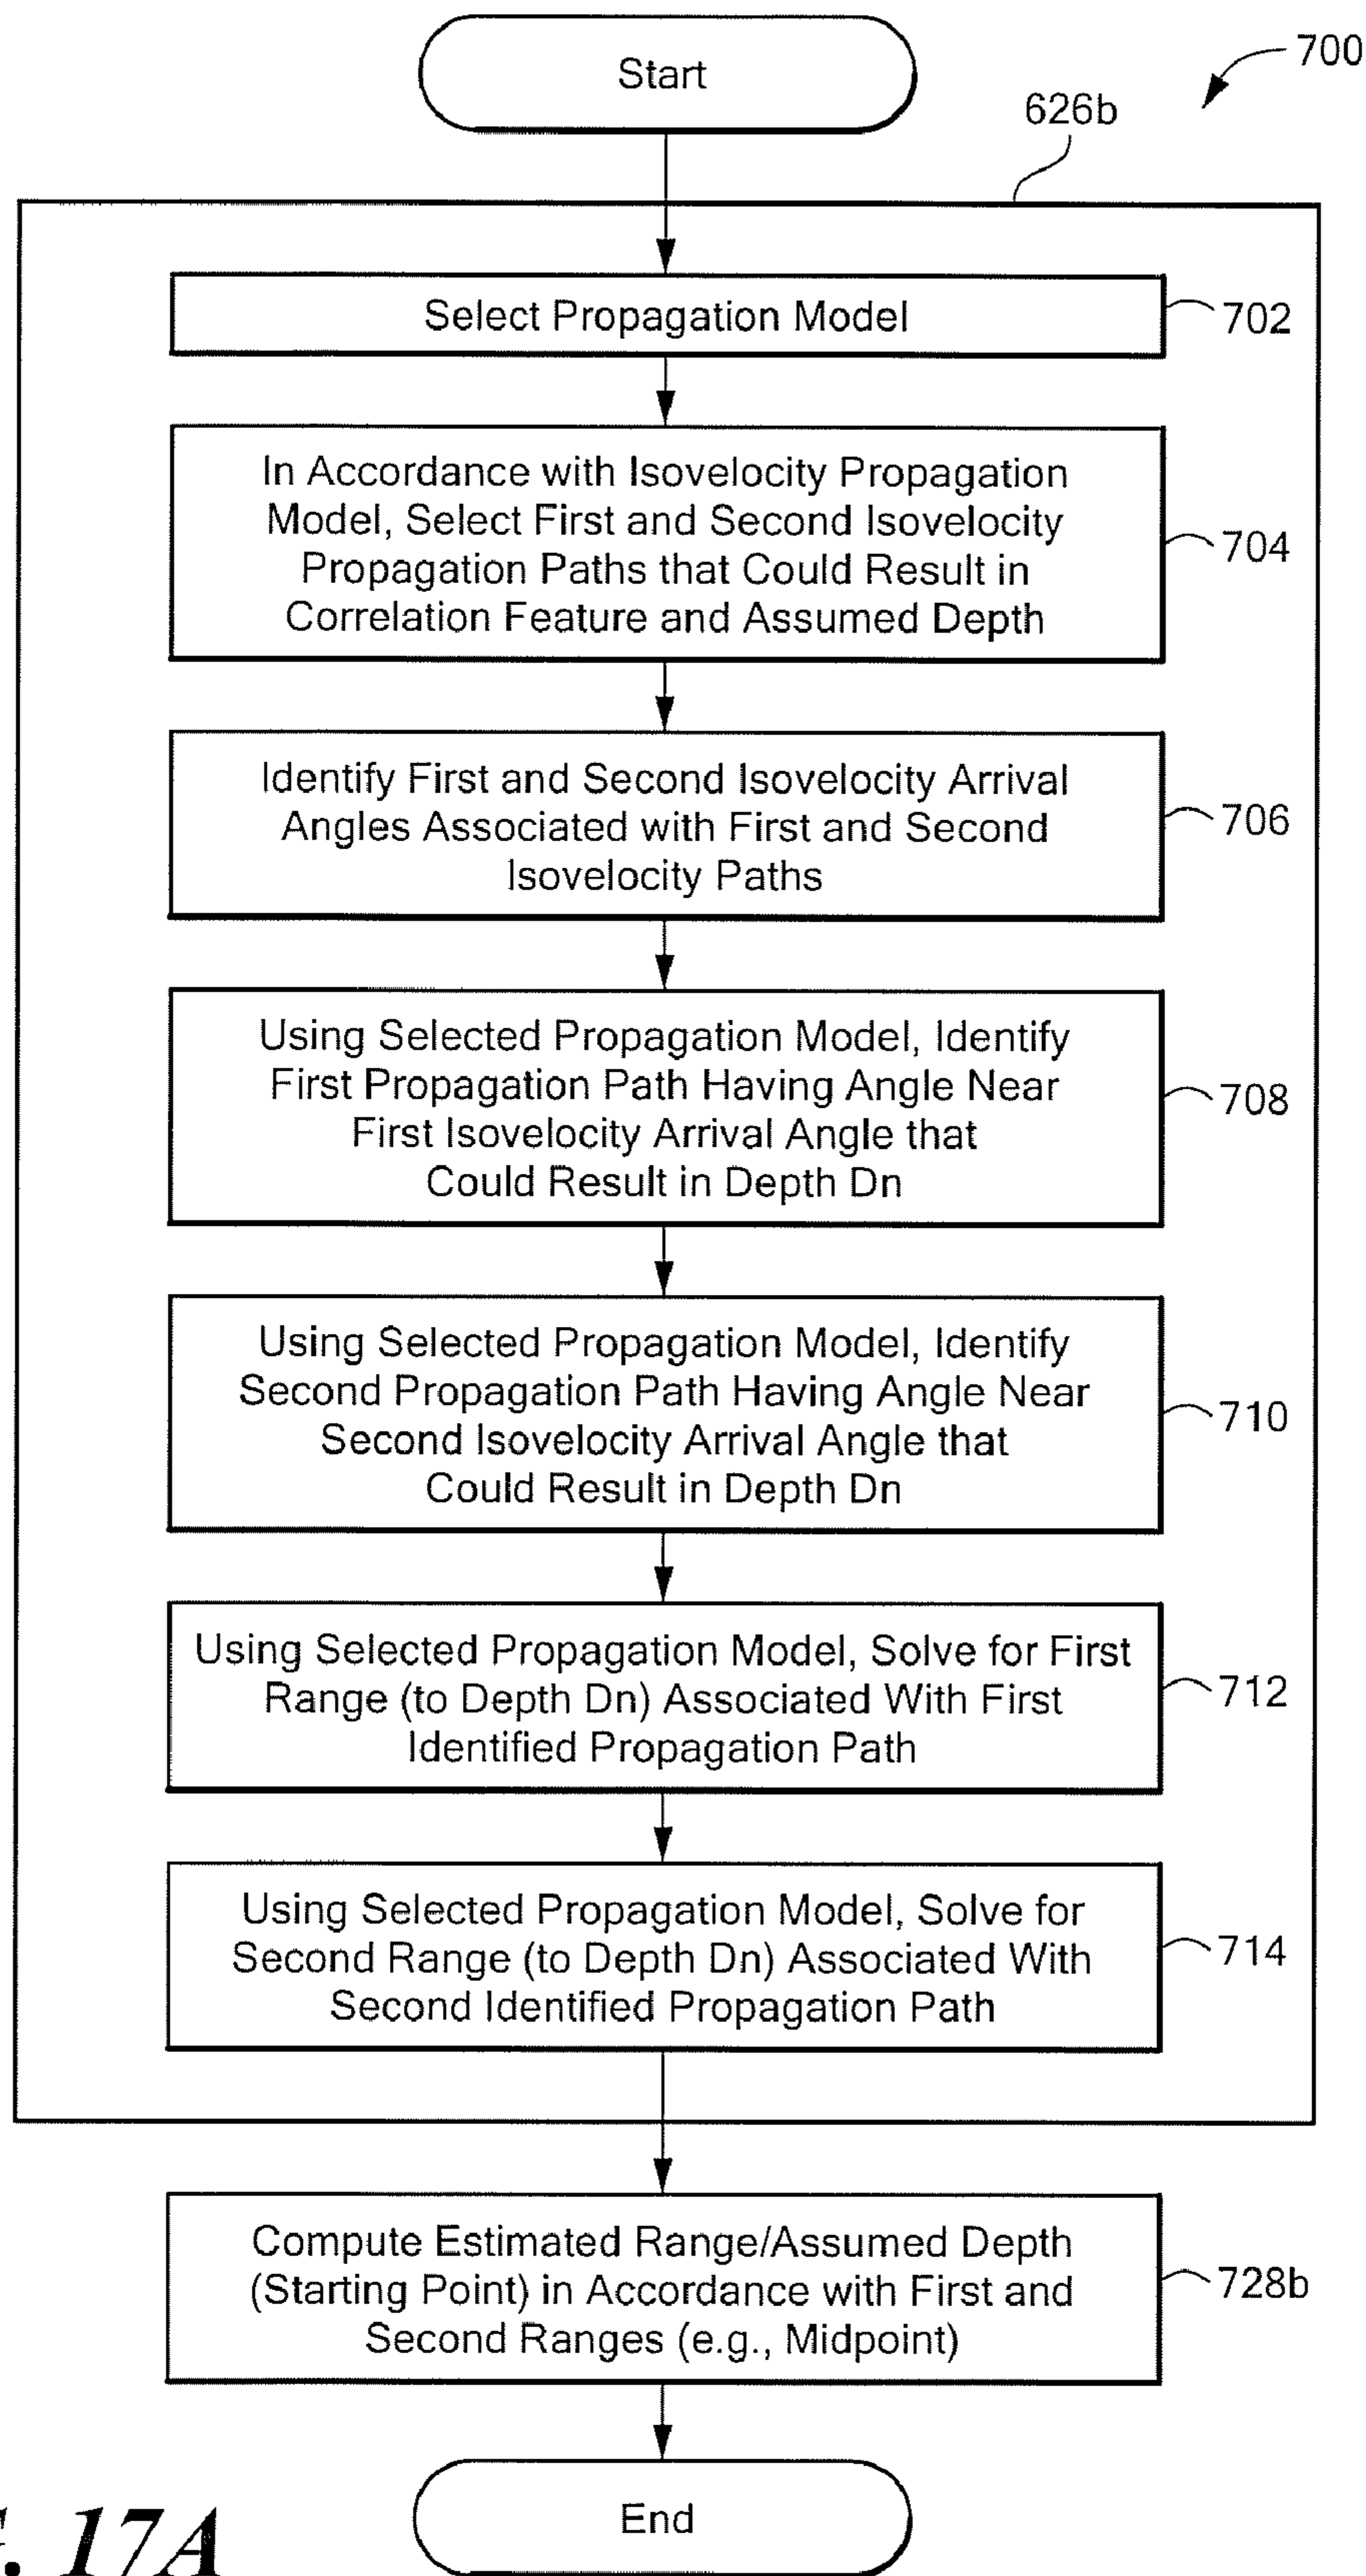 Start
700
626b
Select Propagation Model
702
In Accordance with Isovelocity Propagation
Model, Select First and Second Isovelocity
Propagation Paths that Could Result in
Correlation Feature and Assumed Depth
704
Identify First and Second Isovelocity Arrival
Angles Associated with First and Second
Isovelocity Paths
706
Using Selected Propagation Model, Identify
First Propagation Path Having Angle Near
First Isovelocity Arrival Angle that
Could Result in Depth Dn
708
Using Selected Propagation Model, Identify
Second Propagation Path Having Angle Near
Second Isovelocity Arrival Angle that
Could Result in Depth Dn
710
Using Selected Propagation Model, Solve for First
Range (to Depth Dn) Associated With First
Identified Propagation Path
712
Using Selected Propagation Model, Solve for
Second Range (to Depth Dn) Associated With
Second Identified Propagation Path
714
Compute Estimated Range/Assumed Depth
(Starting Point) in Accordance with First and
Second Ranges (e.g., Midpoint)
728b
End
17A